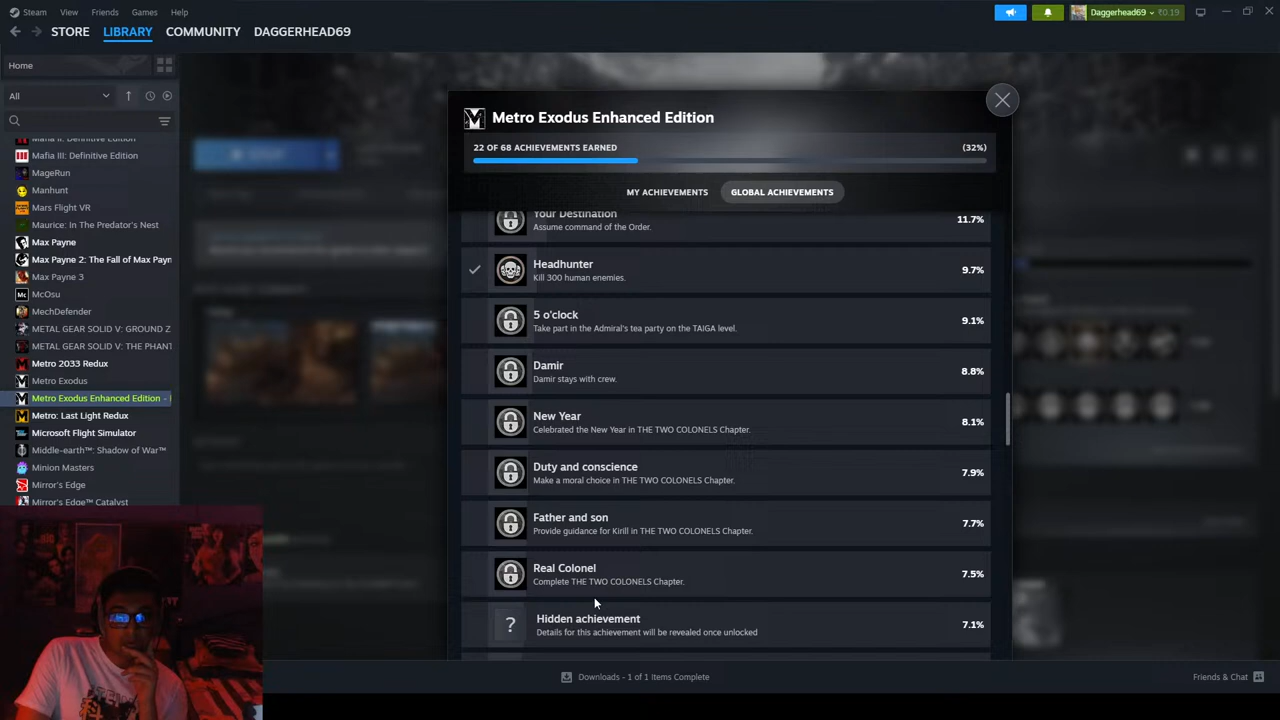 Steam View Friends Games Help Daggerhead69 ₹0.19
STORE LIBRARY COMMUNITY DAGGERHEAD69
Home
All
Mafia II: Definitive Edition
Mafia III: Definitive Edition
MageRun
Manhunt
Mars Flight VR
Maurice: In The Predator's Nest
Max Payne
Max Payne 2: The Fall of Max Payn
Max Payne 3
McOsu
MechDefender
METAL GEAR SOLID V: GROUND Z
METAL GEAR SOLID V: THE PHANT
Metro 2033 Redux
Metro Exodus
Metro Exodus Enhanced Edition -
Metro: Last Light Redux
Microsoft Flight Simulator
Middle-earth™: Shadow of War™
Minion Masters
Mirror's Edge
Mirror's Edge™ Catalyst
Metro Exodus Enhanced Edition
22 OF 68 ACHIEVEMENTS EARNED (32%)
MY ACHIEVEMENTS GLOBAL ACHIEVEMENTS
Your Destination
Assume command of the Order.
11.7%
Headhunter
Kill 300 human enemies.
9.7%
5 o'clock
Take part in the Admiral's tea party on the TAIGA level.
9.1%
Damir
Damir stays with crew.
8.8%
New Year
Celebrated the New Year in THE TWO COLONELS Chapter.
8.1%
Duty and conscience
Make a moral choice in THE TWO COLONELS Chapter.
7.9%
Father and son
Provide guidance for Kirill in THE TWO COLONELS Chapter.
7.7%
Real Colonel
Complete THE TWO COLONELS Chapter.
7.5%
? Hidden achievement
Details for this achievement will be revealed once unlocked
7.1%
Downloads - 1 of 1 Items Complete
Friends & Chat